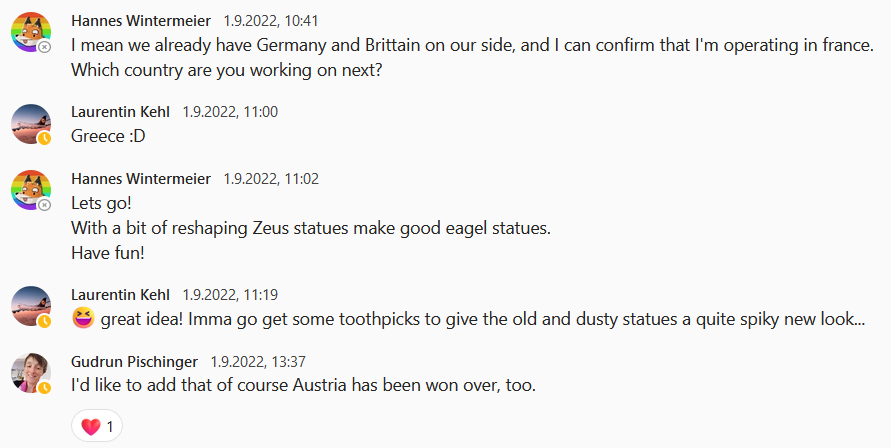 Hannes Wintermeier 1.9.2022, 10:41
I mean we already have Germany and Brittain on our side, and I can confirm that I'm operating in france.
Which country are you working on next?
Laurentin Kehl 1.9.2022, 11:00
Greece :D
Hannes Wintermeier 1.9.2022, 11:02
Lets go!
With a bit of reshaping Zeus statues make good eagel statues.
Have fun!
Laurentin Kehl 1.9.2022, 11:19
😆 great idea! Imma go get some toothpicks to give the old and dusty statues a quite spiky new look...
Gudrun Pischinger 1.9.2022, 13:37
I'd like to add that of course Austria has been won over, too.
❤️ 1